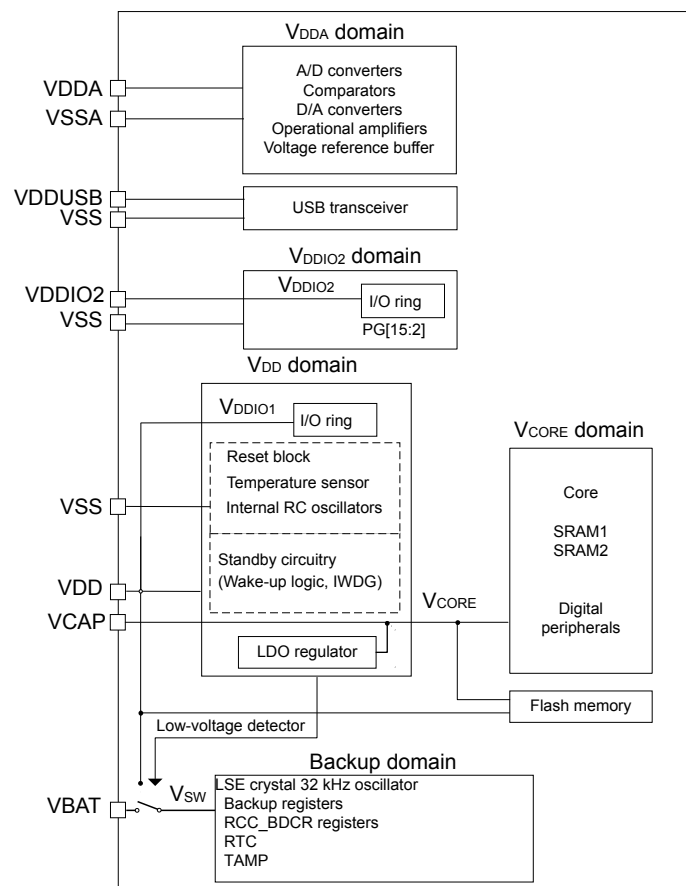 VDDA domain
VDDA
VSSA
A/D converters
Comparators
D/A converters
Operational amplifiers
Voltage reference buffer
VDDUSB
VSS
USB transceiver
VDDIO2 domain
VDDIO2
VSS
VDDIO2
I/O ring
PG[15:2]
VDD domain
VDDIO1
I/O ring
Reset block
Temperature sensor
Internal RC oscillators
VSS
Standby circuitry
(Wake-up logic, IWDG)
VDD
VCAP
LDO regulator
VCORE
VCORE domain
Core
SRAM1
SRAM2
Digital
peripherals
Flash memory
Low-voltage detector
Backup domain
VBAT
VSW
LSE crystal 32 kHz oscillator
Backup registers
RCC_BDCR registers
RTC
TAMP